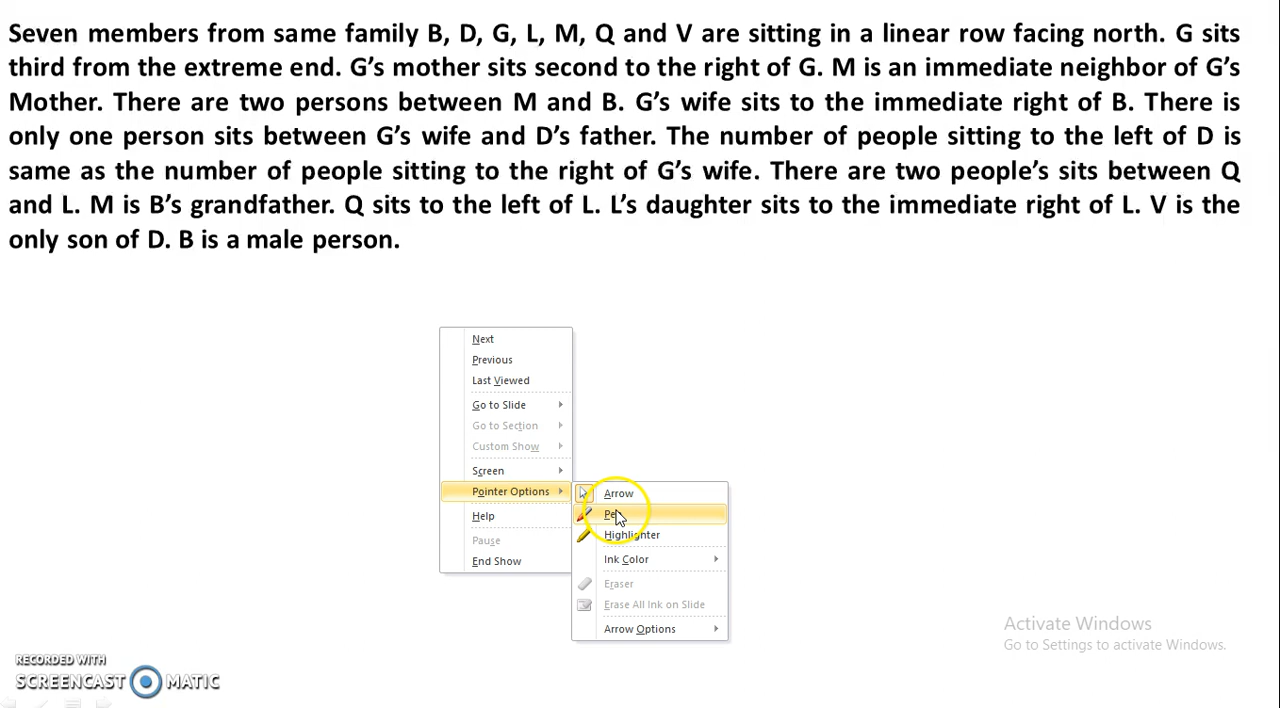 Seven members from same family B, D, G, L, M, Q and V are sitting in a linear row facing north. G sits
third from the extreme end. G's mother sits second to the right of G. M is an immediate neighbor of G's
Mother. There are two persons between M and B. G's wife sits to the immediate right of B. There is
only one person sits between G's wife and D's father. The number of people sitting to the left of D is
same as the number of people sitting to the right of G's wife. There are two people's sits between Q
and L. M is B's grandfather. Q sits to the left of L. L's daughter sits to the immediate right of L. V is the
only son of D. B is a male person.
Next
Previous
Last Viewed
Go to Slide
Go to Section
Custom Show
Screen
Pointer Options
Help
Pause
End Show
Arrow
Pen
Highlighter
Ink Color
Eraser
Erase All Ink on Slide
Arrow Options
Activate Windows
Go to Settings to activate Windows.
RECORDED WITH
SCREENCAST MATIC